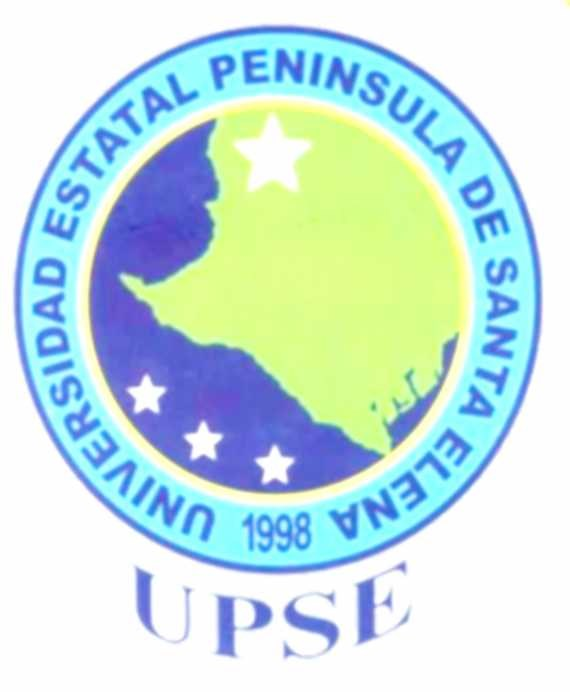 UNIVERSIDAD ESTATAL PENINSULA DE SANTA ELENA
1998
UPSE